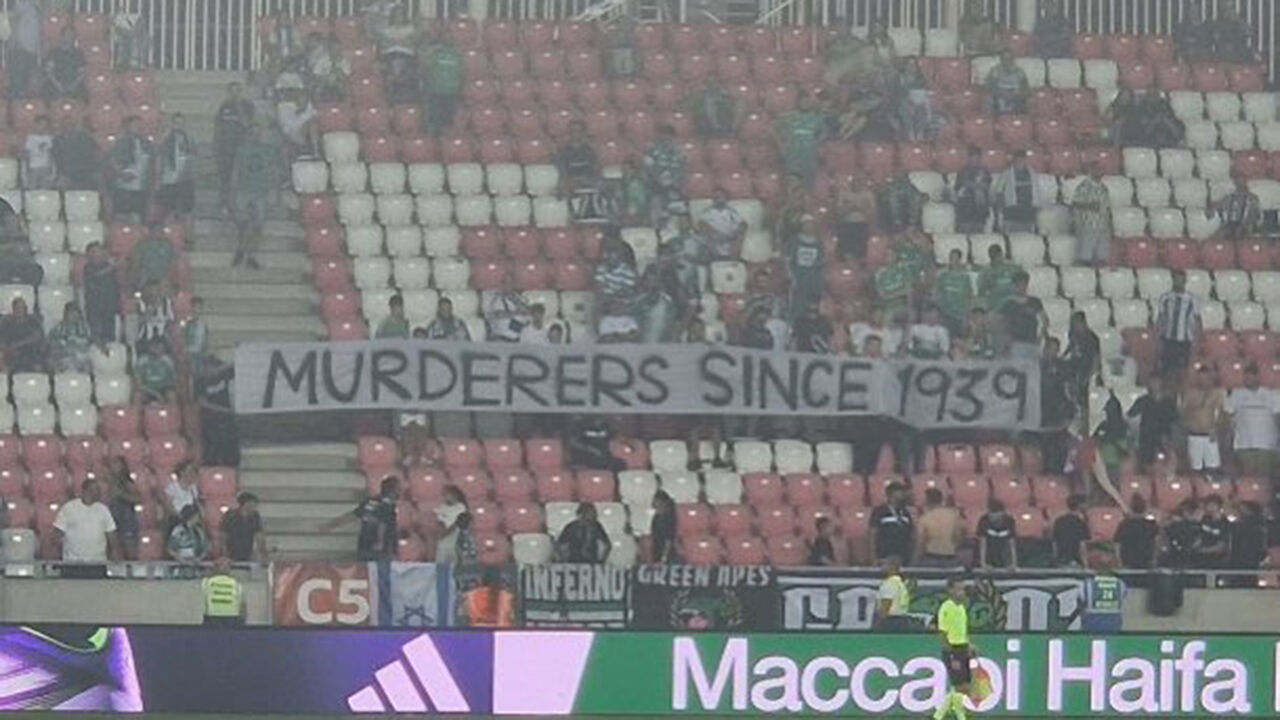 MURDERERS SINCE 1939
C5
INFERNO
GREEN APES
Maccabi Haifa